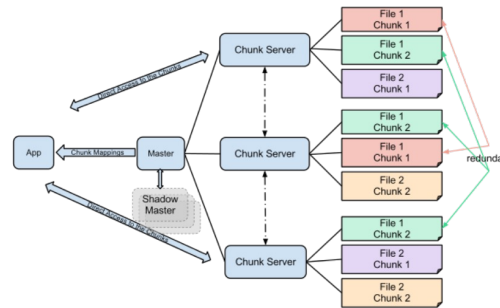 File 1
Chunk 1
Chunk Server
File 1
Chunk 2
Direct Access to the Chunks
File 2
Chunk 1
File 1
Chunk 2
App
Chunk Mappings
Master
Chunk Server
File 1
Chunk 1
redunda
Shadow
Master
File 2
Chunk 2
Direct Access to the Chunks
File 1
Chunk 2
Chunk Server
File 2
Chunk 1
File 2
Chunk 2